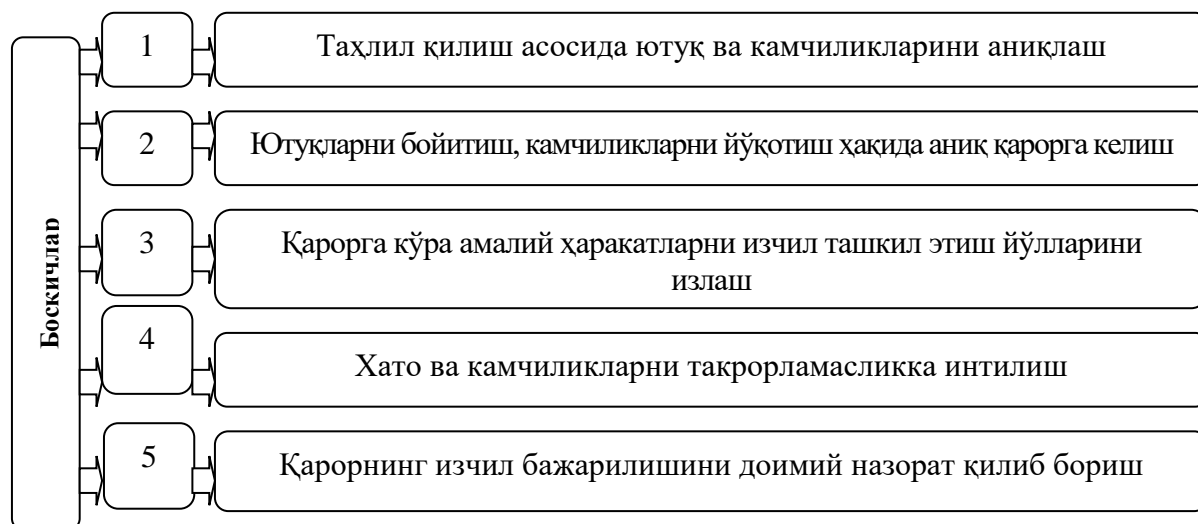 Боскичлар
1
Таҳлил қилиш асосида ютуқ ва камчиликларини аниқлаш
2
Ютуқларни бойитиш, камчиликларни йўқотиш ҳақида аниқ қарорга келиш
3
Қарорга кўра амалий ҳаракатларни изчил ташкил этиш йўлларини
излаш
4
Хато ва камчиликларни такрорламасликка интилиш
5
Қарорнинг изчил бажарилишини доимий назорат қилиб бориш